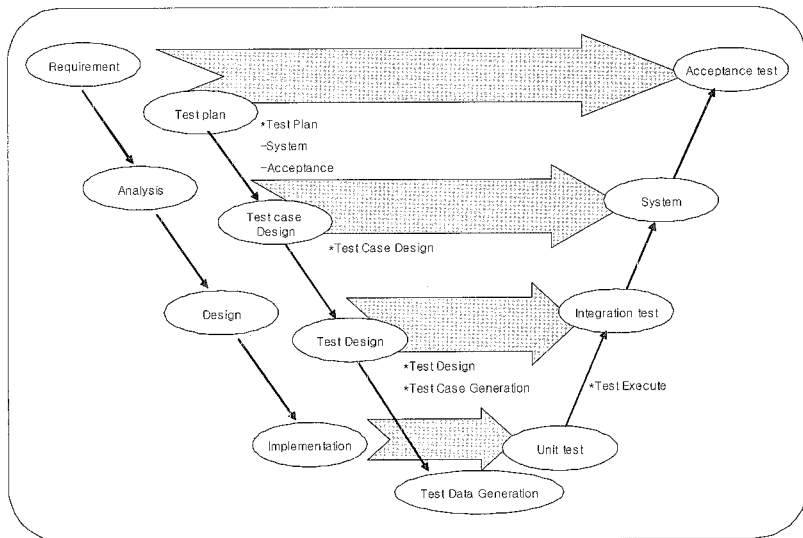 Requirement
Acceptance test
Test plan
*Test Plan
-System
-Acceptance
Analysis
Test case
Design
System
*Test Case Design
Design
Test Design
Integration test
*Test Design
*Test Case Generation
*Test Execute
Implementation
Unit test
Test Data Generation